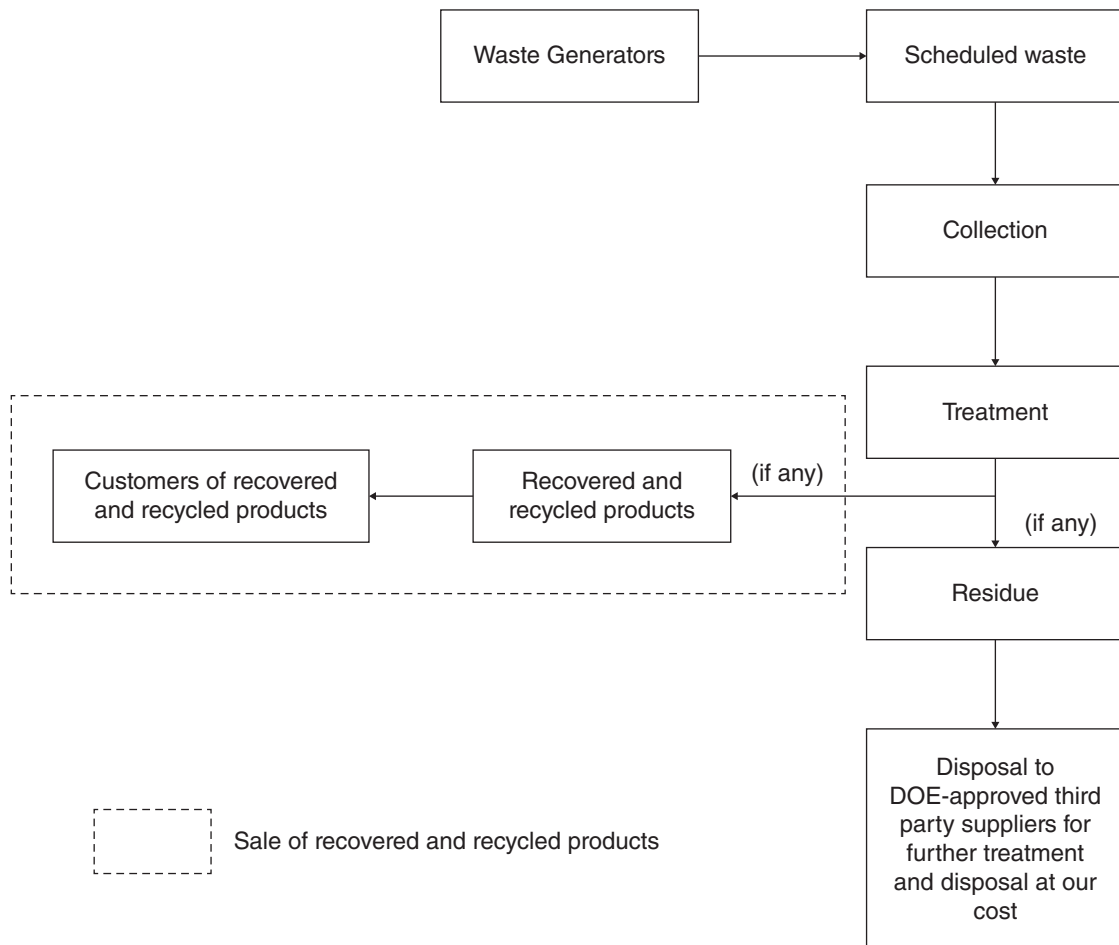 Waste Generators
Scheduled waste
Collection
Treatment
Customers of recovered
and recycled products
Recovered and
recycled products
(if any)
(if any)
Residue
Disposal to
DOE-approved third
party suppliers for
further treatment
and disposal at our
cost
Sale of recovered and recycled products